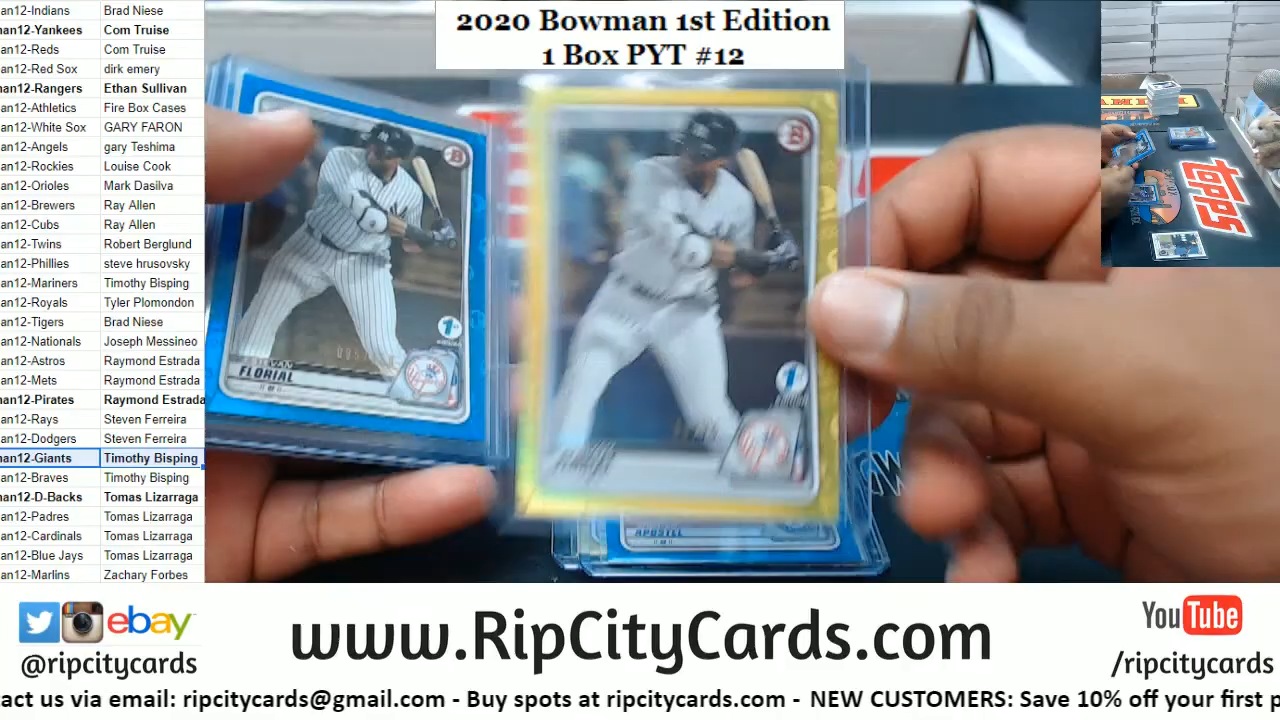 2020 Bowman 1st Edition
1 Box PYT #12
an12-Indians Brad Niese
nan12-Yankees Com Truise
an12-Reds Com Truise
an12-Red Sox dirk emery
nan12-Rangers Ethan Sullivan
an12-Athletics Fire Box Cases
an12-White Sox GARY FARON
an12-Angels gary Teshima
an12-Rockies Louise Cook
an12-Orioles Mark Dasilva
an12-Brewers Ray Allen
an12-Cubs Ray Allen
an12-Twins Robert Berglund
an12-Phillies steve hrusovsky
an12-Mariners Timothy Bisping
an12-Royals Tyler Plomondon
an12-Tigers Brad Niese
an12-Nationals Joseph Messineo
an12-Astros Raymond Estrada
an12-Mets Raymond Estrada
nan12-Pirates Raymond Estrada
an12-Rays Steven Ferreira
an12-Dodgers Steven Ferreira
nan12-Giants Timothy Bisping
an12-Braves Timothy Bisping
nan12-D-Backs Tomas Lizarraga
an12-Padres Tomas Lizarraga
an12-Cardinals Tomas Lizarraga
an12-Blue Jays Tomas Lizarraga
an12-Marlins Zachary Forbes
FLORIAL
1st
APOSTEL
topps
ebay
@ripcitycards
www.RipCityCards.com
YouTube
/ripcitycards
tact us via email: ripcitycards@gmail.com - Buy spots at ripcitycards.com - NEW CUSTOMERS: Save 10% off your first p